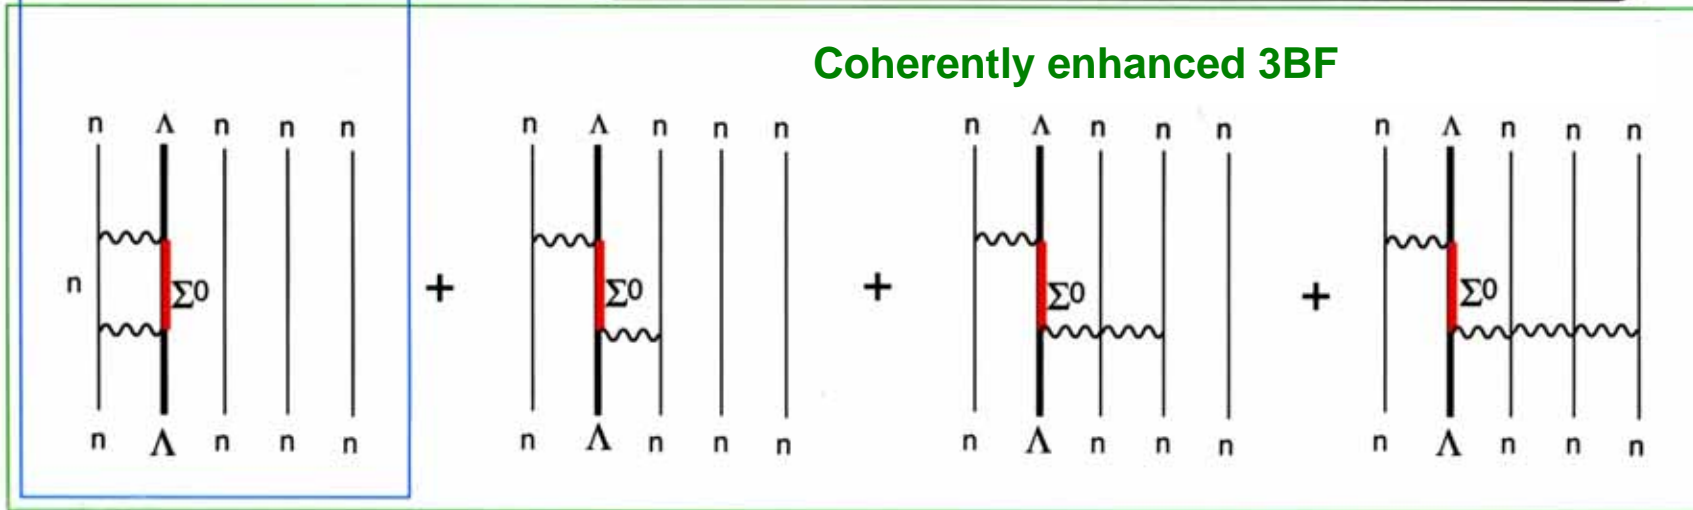 Coherently enhanced 3BF
n Λ n n n n Λ n n n n Λ n n n n Λ n n n
n Σ0 + Σ0 + Σ0 + Σ0
n Λ n n n n Λ n n n n Λ n n n n Λ n n n